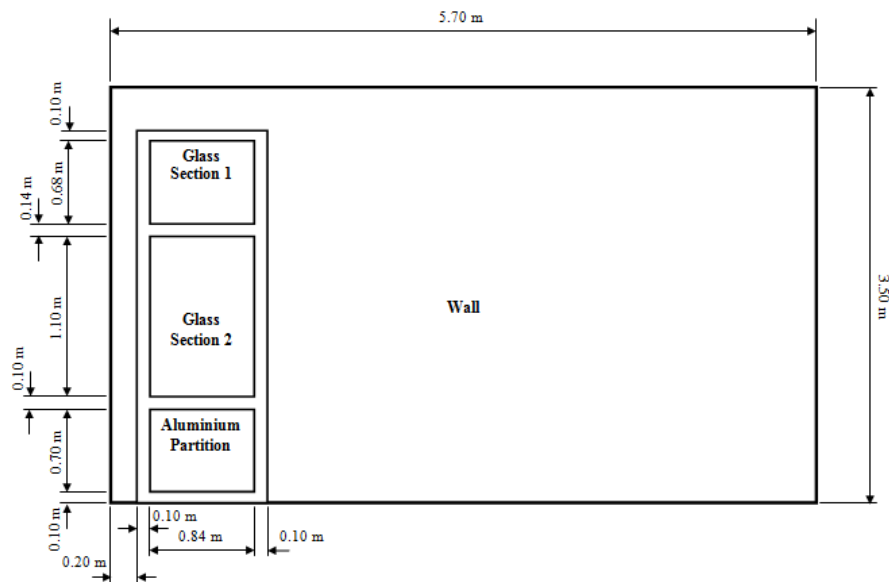 5.70 m
0.10 m
Glass
Section 1
0.68 m
0.14 m
3.50 m
1.10 m
Wall
Glass
Section 2
0.10 m
Aluminium
Partition
0.70 m
0.10 m
0.10 m
0.84 m
0.10 m
0.20 m